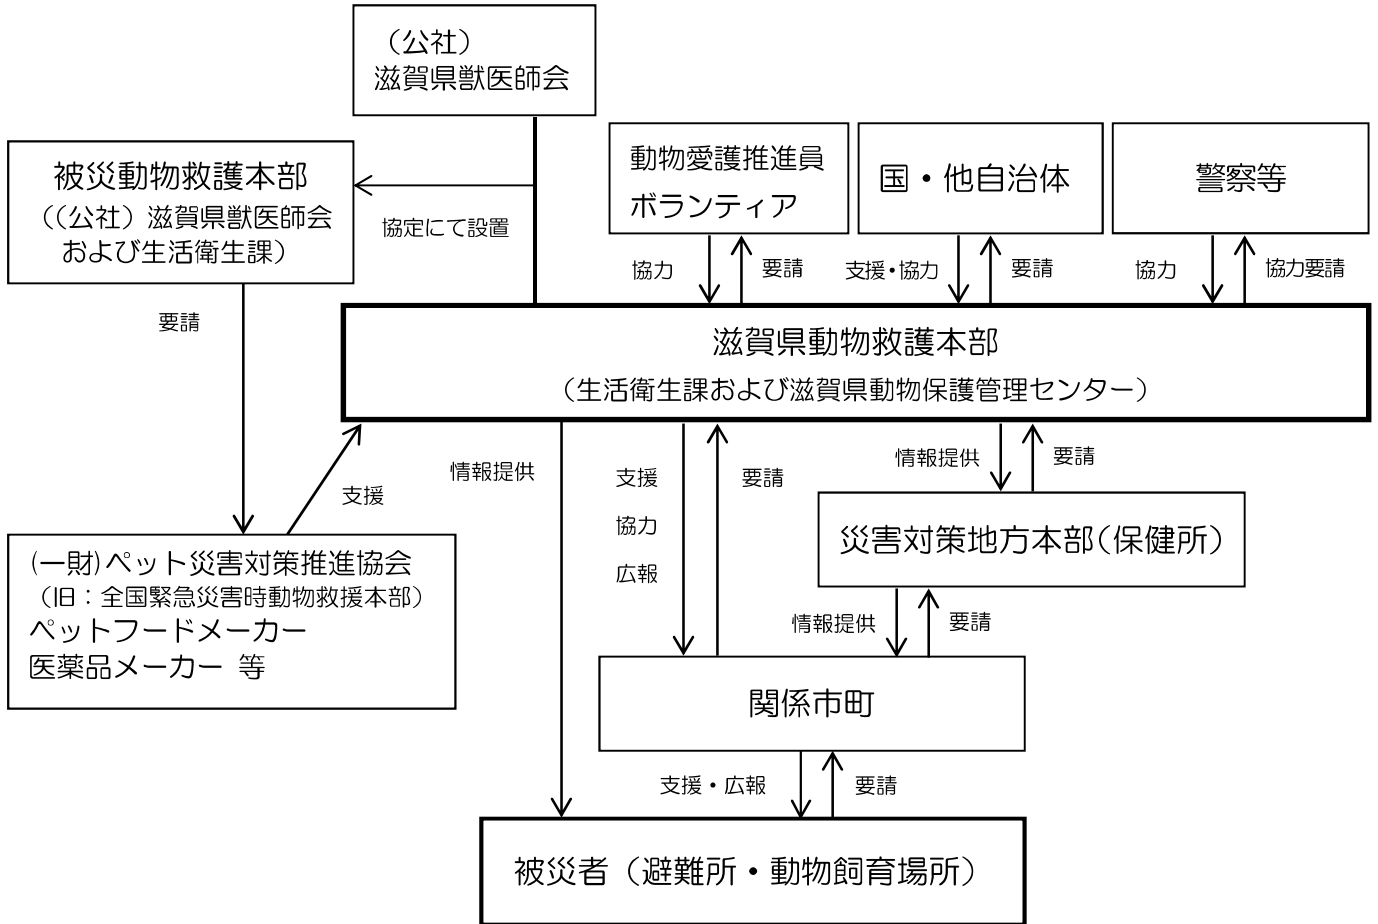 （公社）
滋賀県獣医師会
被災動物救護本部
（(公社）滋賀県獣医師会
および生活衛生課）
協定にて設置
動物愛護推進員
ボランティア
国・他自治体
警察等
協力
要請
支援・協力
要請
協力
協力要請
要請
滋賀県動物救護本部
（生活衛生課および滋賀県動物保護管理センター）
支援
情報提供
支援
協力
広報
要請
情報提供
要請
災害対策地方本部(保健所）
(一財)ペット災害対策推進協会
（旧：全国緊急災害時動物救援本部）
ペットフードメーカー
医薬品メーカー 等
情報提供
要請
関係市町
支援・広報
要請
被災者（避難所・動物飼育場所）